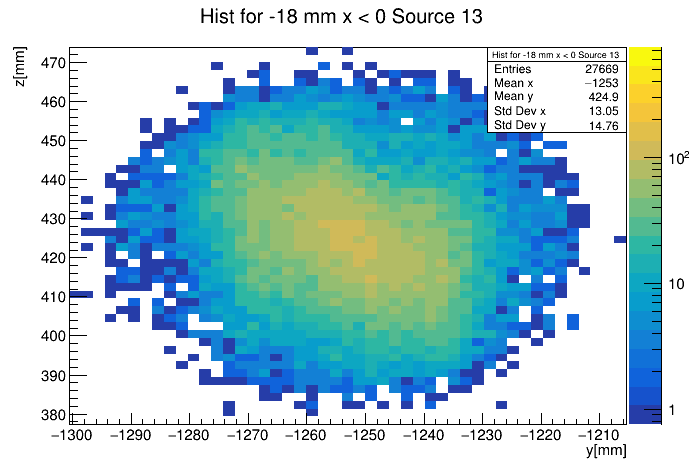 Hist for -18 mm x < 0 Source 13
z[mm]
Hist for -18 mm x < 0 Source 13
Entries 27669
Mean x −1253
Mean y 424.9
Std Dev x 13.05
Std Dev y 14.76
470
460
450
440
430
420
410
400
390
380
10²
10
1
−1300 −1290 −1280 −1270 −1260 −1250 −1240 −1230 −1220 −1210
y[mm]